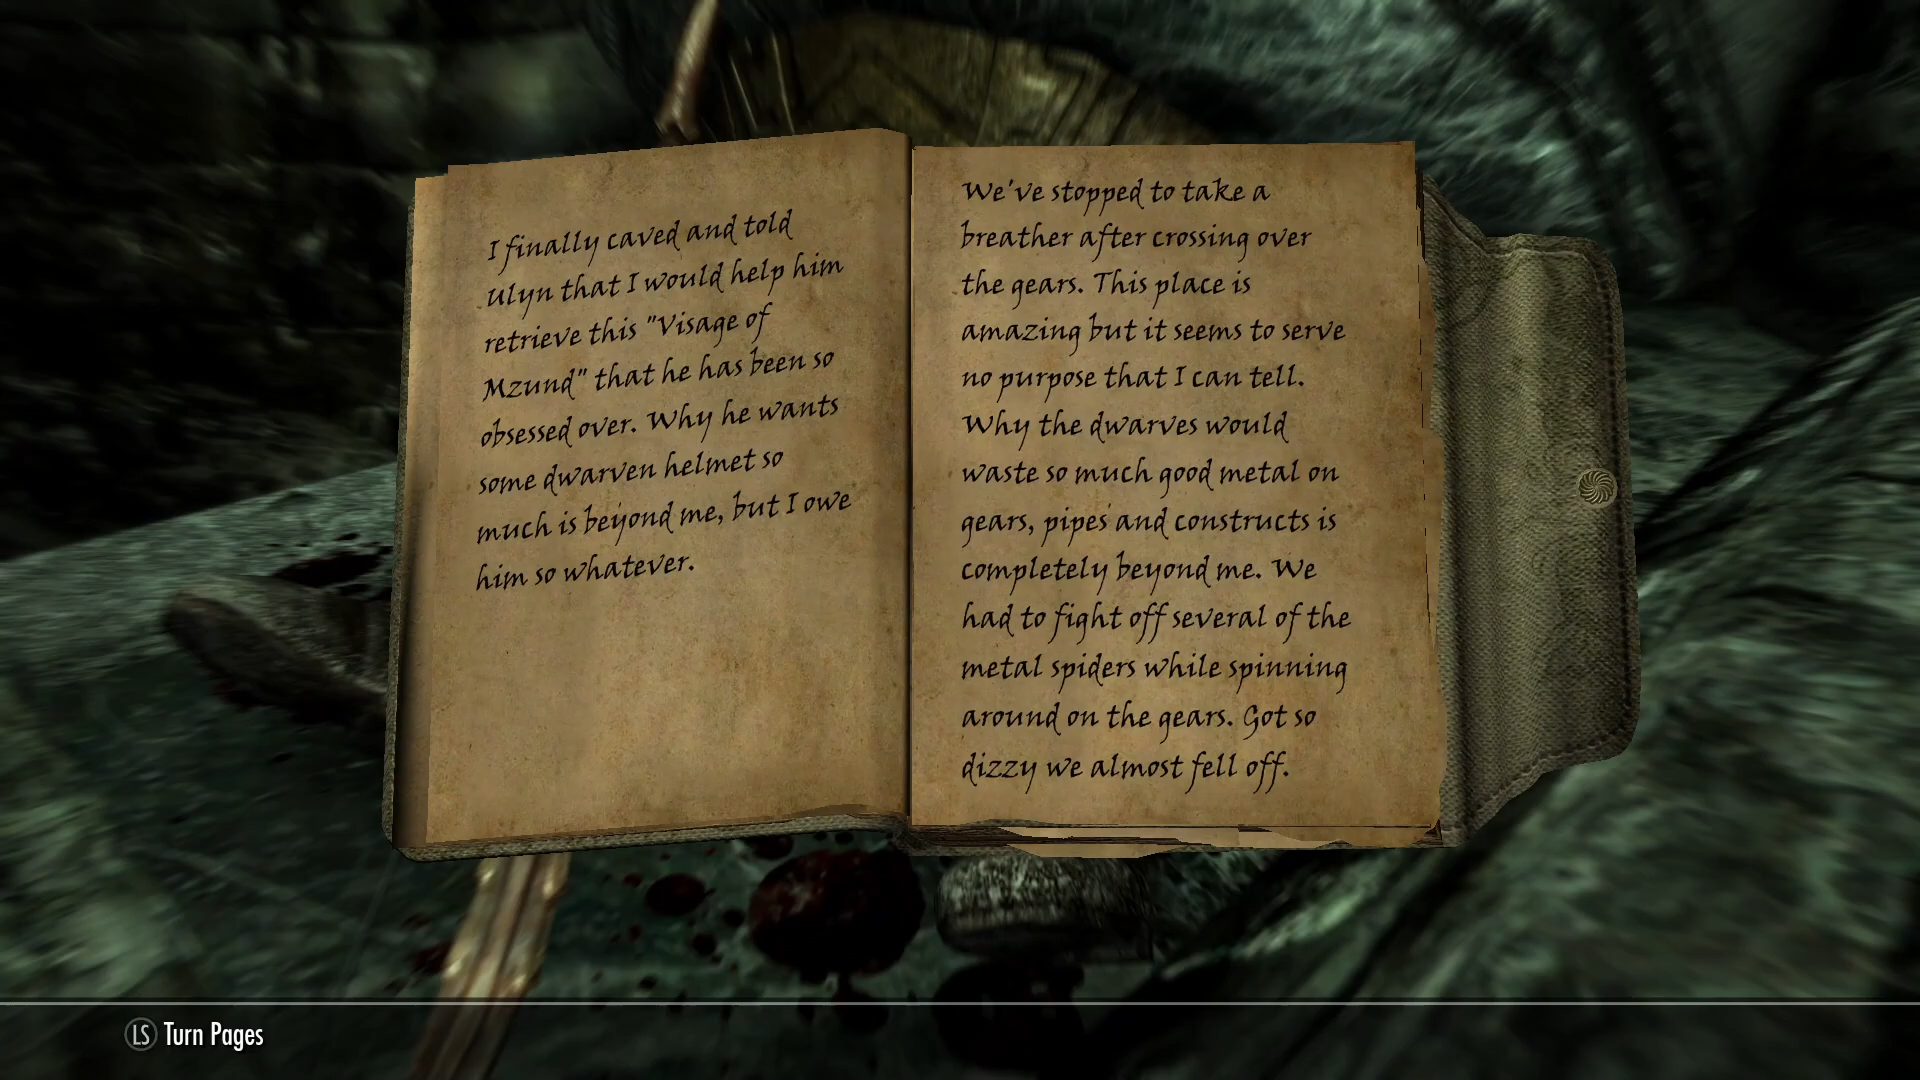 I finally caved and told
Ulyn that I would help him
retrieve this "Visage of
Mzund" that he has been so
obsessed over. Why he wants
some dwarven helmet so
much is beyond me, but I owe
him so whatever.
We've stopped to take a
breather after crossing over
the gears. This place is
amazing but it seems to serve
no purpose that I can tell.
Why the dwarves would
waste so much good metal on
gears, pipes and constructs is
completely beyond me. We
had to fight off several of the
metal spiders while spinning
around on the gears. Got so
dizzy we almost fell off.
LS Turn Pages